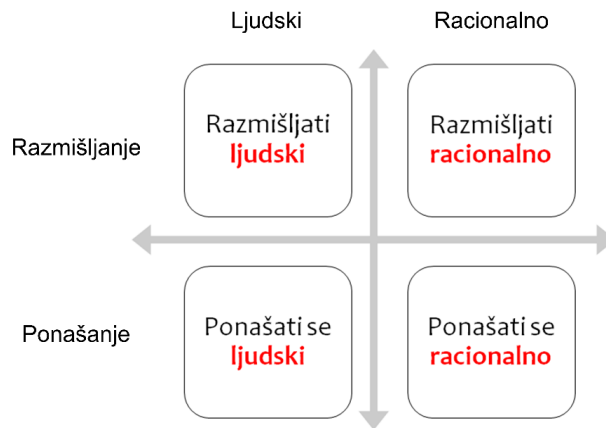 Ljudski
Racionalno
Razmišljanje
Razmišljati
ljudski
Razmišljati
racionalno
Ponašanje
Ponašati se
ljudski
Ponašati se
racionalno